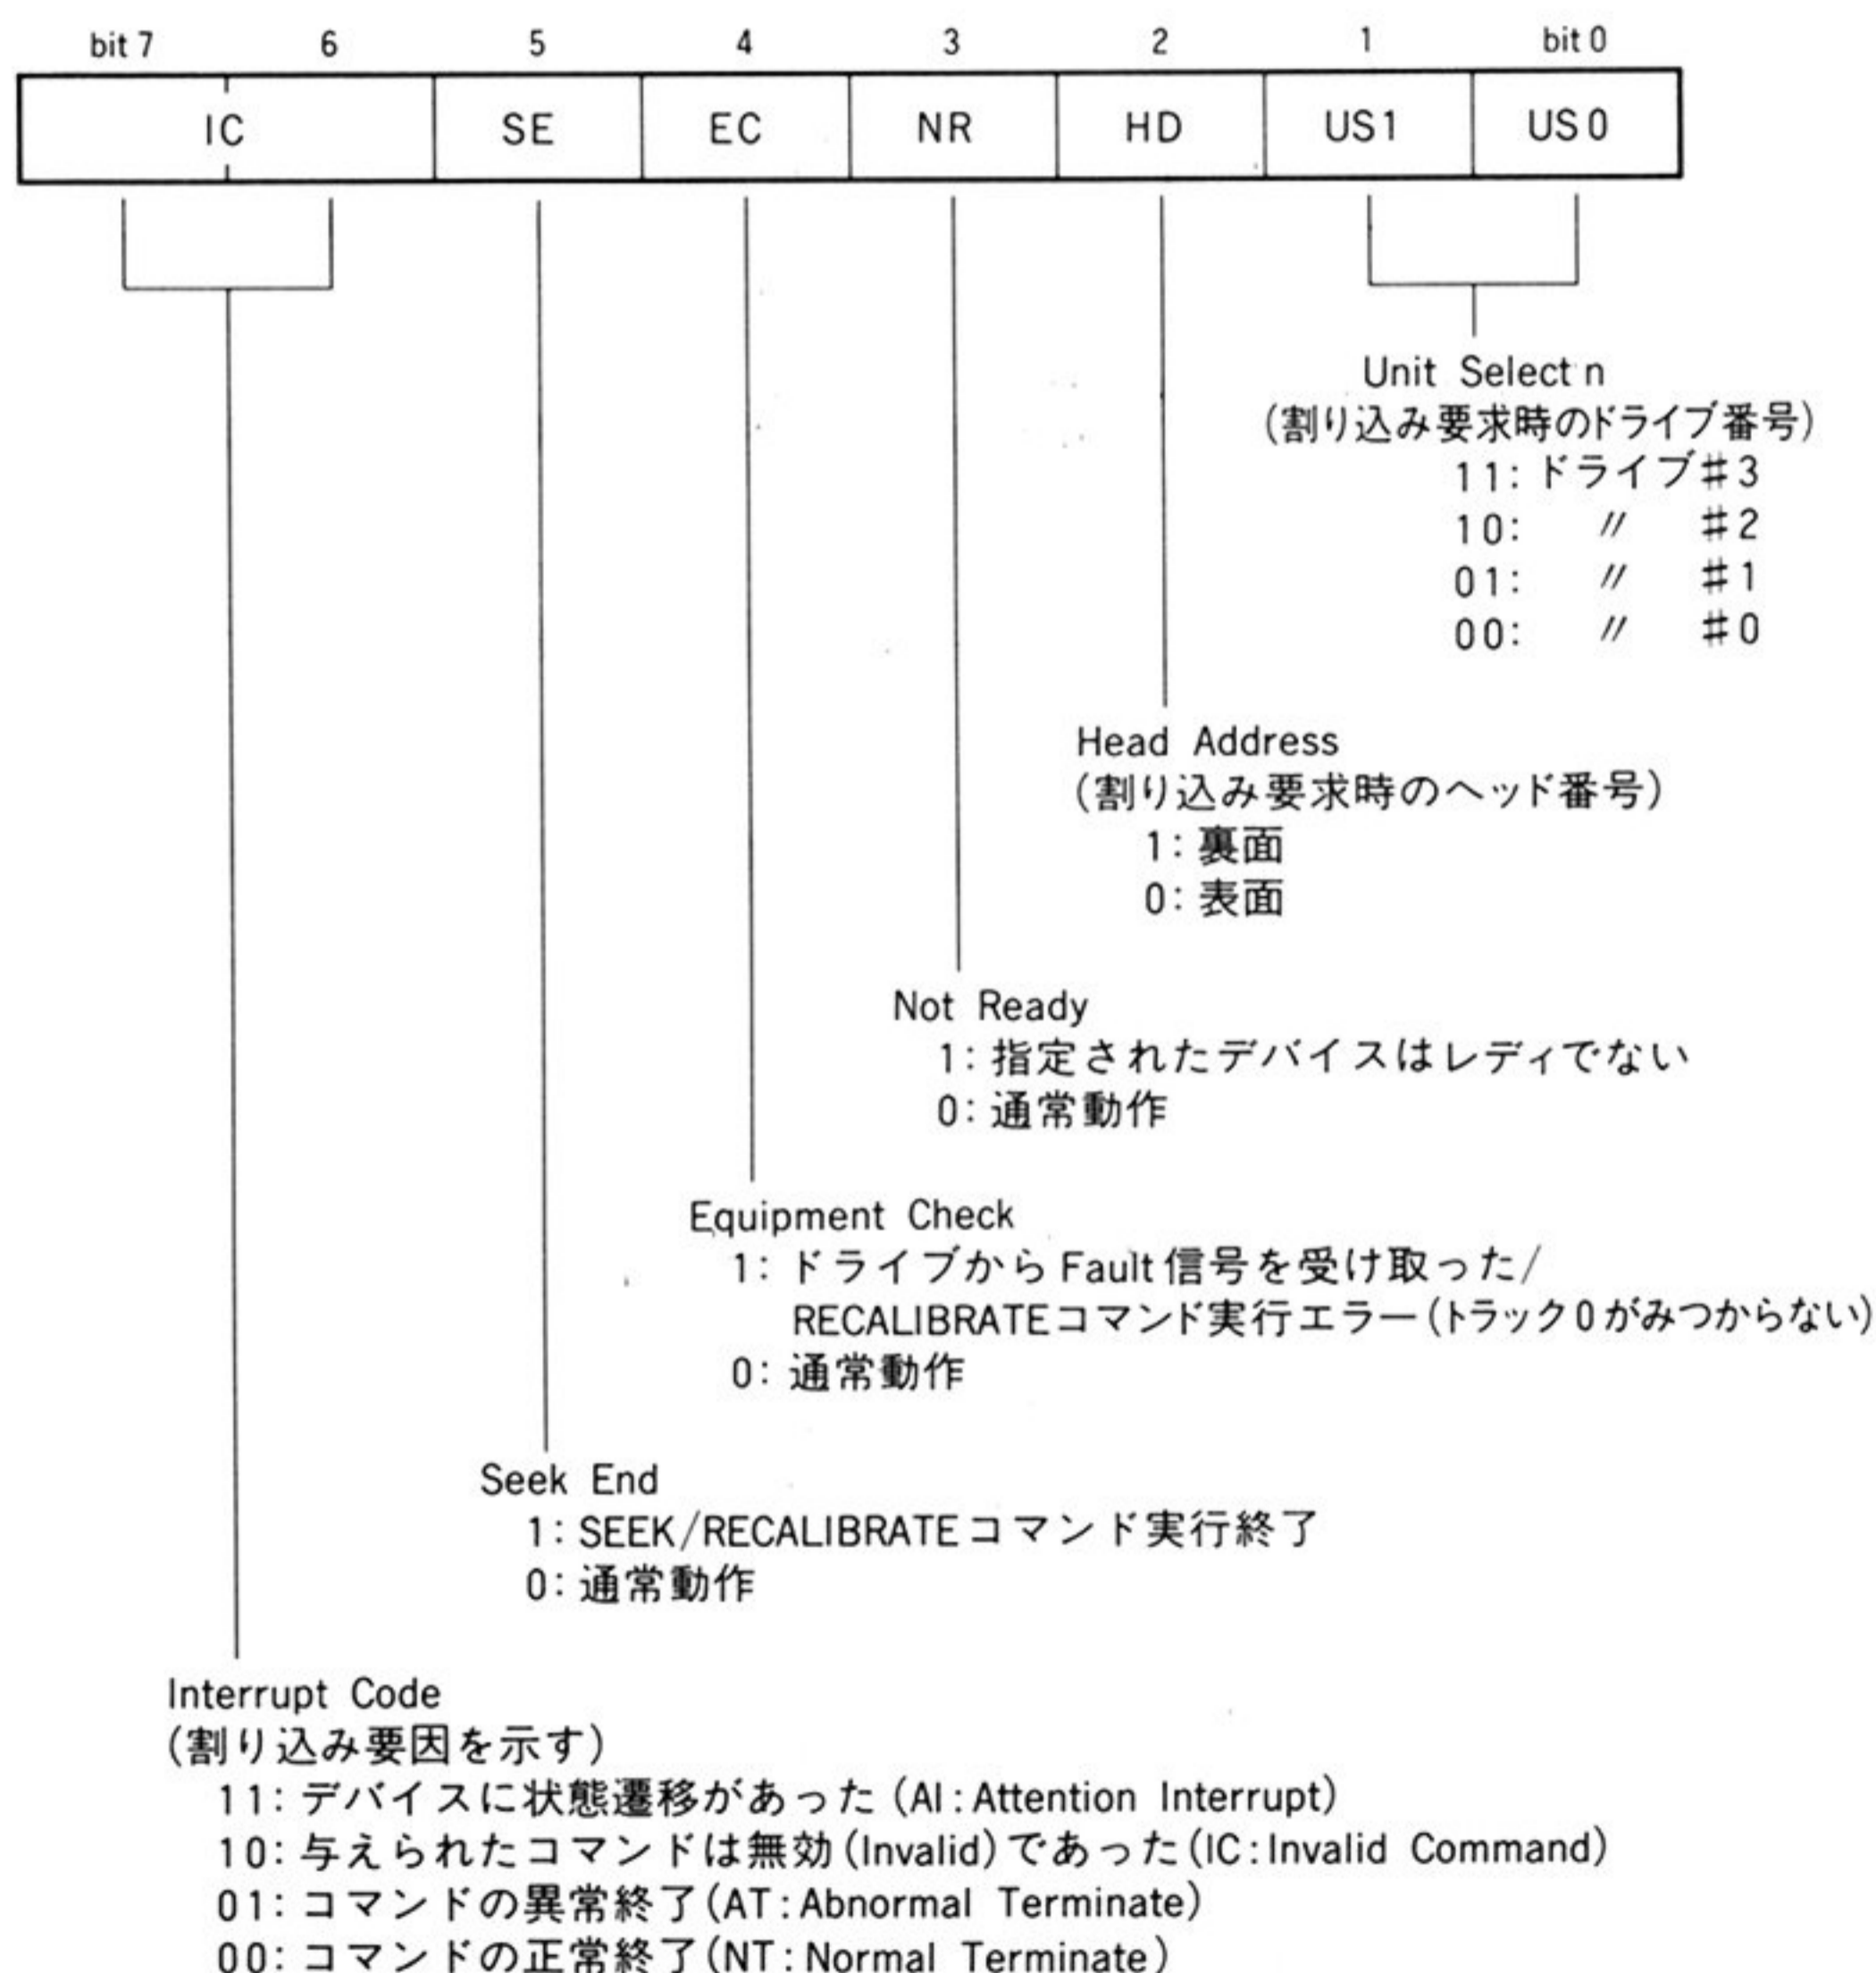 bit 7 6 5 4 3 2 1 bit 0
IC SE EC NR HD US1 US0
Unit Select n
(割り込み要求時のドライブ番号)
11: ドライブ#3
10: 〃 #2
01: 〃 #1
00: 〃 #0
Head Address
(割り込み要求時のヘッド番号)
1: 裏面
0: 表面
Not Ready
1: 指定されたデバイスはレディでない
0: 通常動作
Equipment Check
1: ドライブから Fault 信号を受け取った/
RECALIBRATEコマンド実行エラー(トラック0がみつからない)
0: 通常動作
Seek End
1: SEEK/RECALIBRATEコマンド実行終了
0: 通常動作
Interrupt Code
(割り込み要因を示す)
11: デバイスに状態遷移があった (AI:Attention Interrupt)
10: 与えられたコマンドは無効(Invalid)であった(IC:Invalid Command)
01: コマンドの異常終了(AT:Abnormal Terminate)
00: コマンドの正常終了(NT:Normal Terminate)